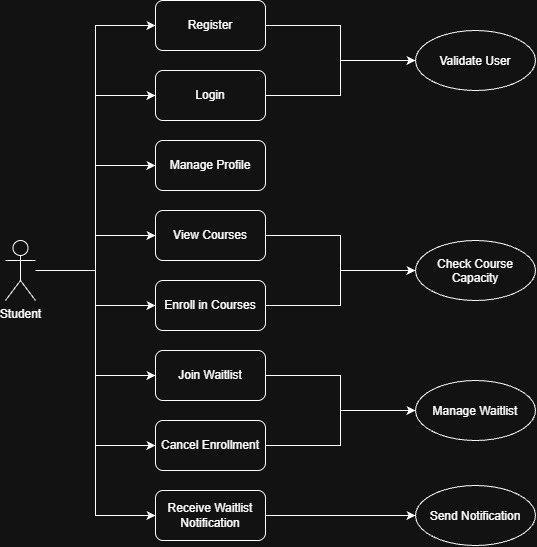 Register
Validate User
Login
Manage Profile
View Courses
Check Course
Capacity
Student
Enroll in Courses
Join Waitlist
Manage Waitlist
Cancel Enrollment
Receive Waitlist
Notification
Send Notification